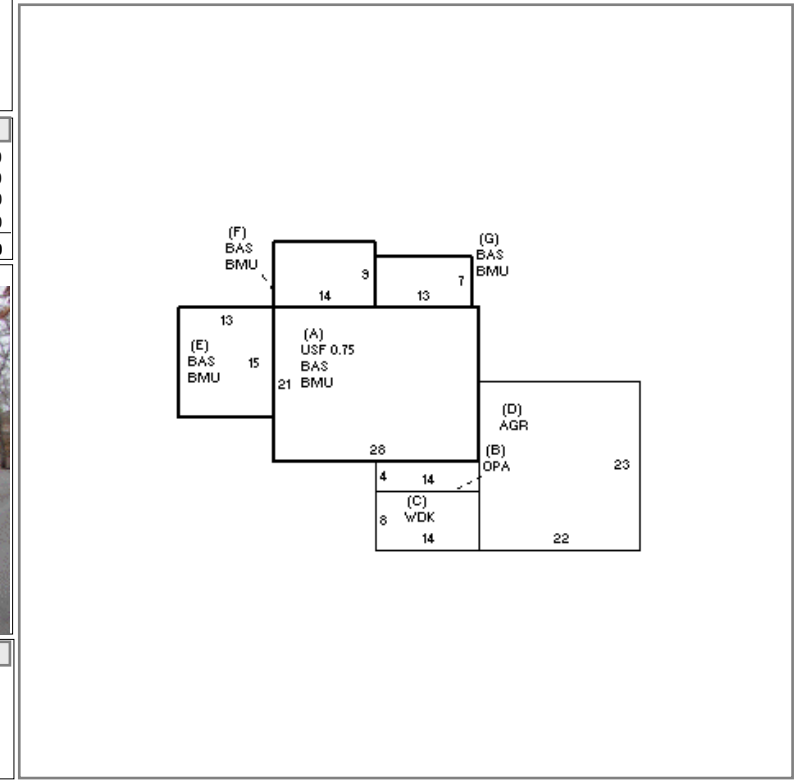 (F)
BAS
BMU
9
14
(G)
BAS
BMU
7
13
13
(E)
BAS
BMU
15
(A)
USF 0.75
BAS
BMU
21
28
(D)
AGR
23
22
(B)
OPA
4
14
(C)
WDK
8
14